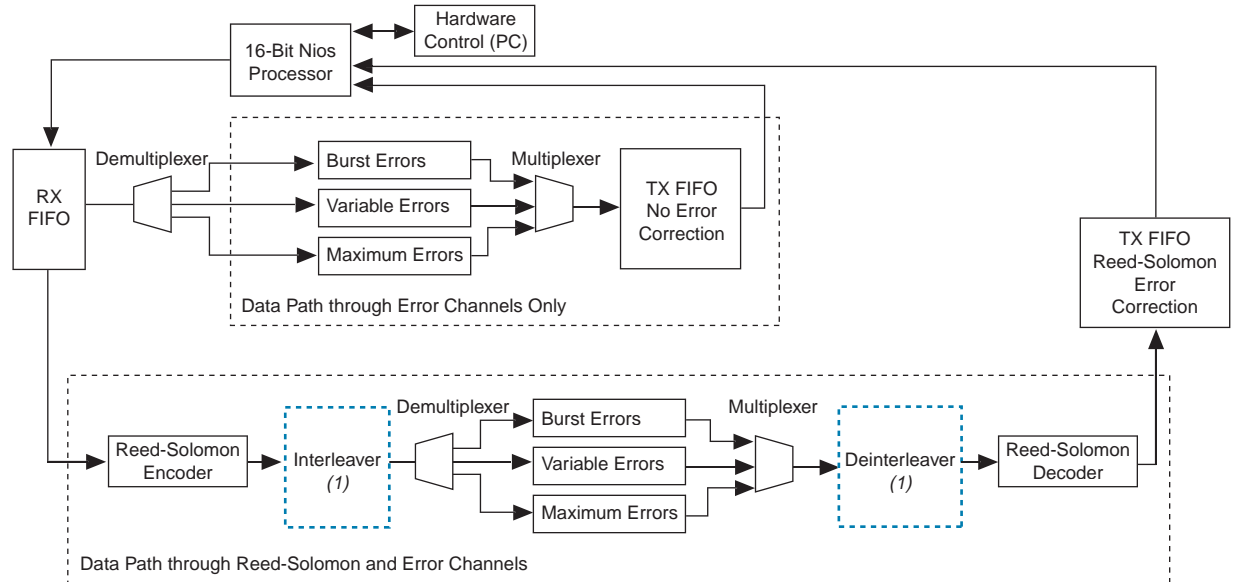 Hardware
Control (PC)
16-Bit Nios
Processor
RX
FIFO
Demultiplexer
Burst Errors
Variable Errors
Maximum Errors
Multiplexer
TX FIFO
No Error
Correction
Data Path through Error Channels Only
TX FIFO
Reed-Solomon
Error
Correction
Reed-Solomon
Encoder
Interleaver
(1)
Demultiplexer
Burst Errors
Variable Errors
Maximum Errors
Multiplexer
Deinterleaver
(1)
Reed-Solomon
Decoder
Data Path through Reed-Solomon and Error Channels